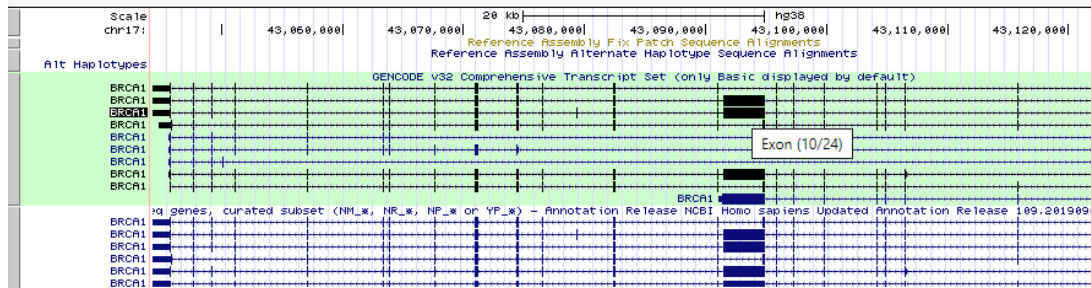 Scale 20 kb hg38
chr17: 43,060,000 43,070,000 43,080,000 43,090,000 43,100,000 43,110,000 43,120,000
Reference Assembly Fix Patch Sequence Alignments
Reference Assembly Alternate Haplotype Sequence Alignments
Alt Haplotypes
GENCODE v32 Comprehensive Transcript Set (only Basic displayed by default)
BRCA1
BRCA1
BRCA1
BRCA1
BRCA1
Exon (10/24)
BRCA1
BRCA1
BRCA1
BRCA1
BRCA1
eq genes, curated subset (NM_*, NR_*, NP_* or YP_*) - Annotation Release NCBI Homo sapiens Updated Annotation Release 109.201909
BRCA1
BRCA1
BRCA1
BRCA1
BRCA1
BRCA1